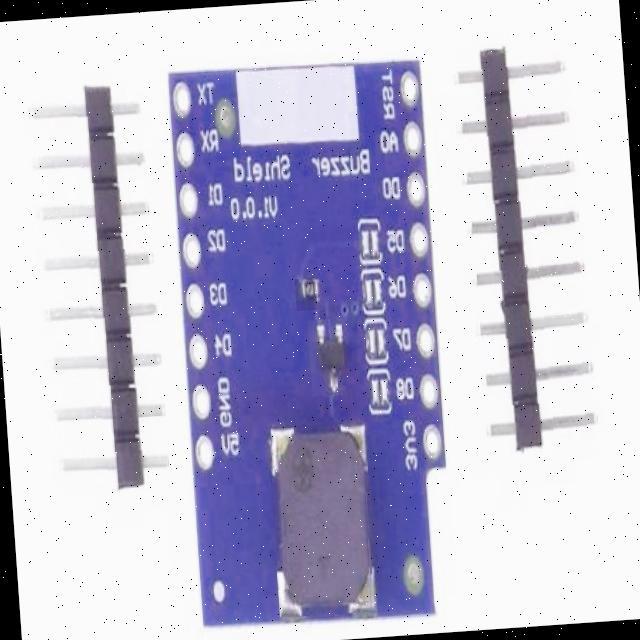 TX
RX
D1
D2
D3
D4
GND
5V
Buzzer Shield
V1.0.0
RST
A0
D0
D5
D6
D7
D8
3V3